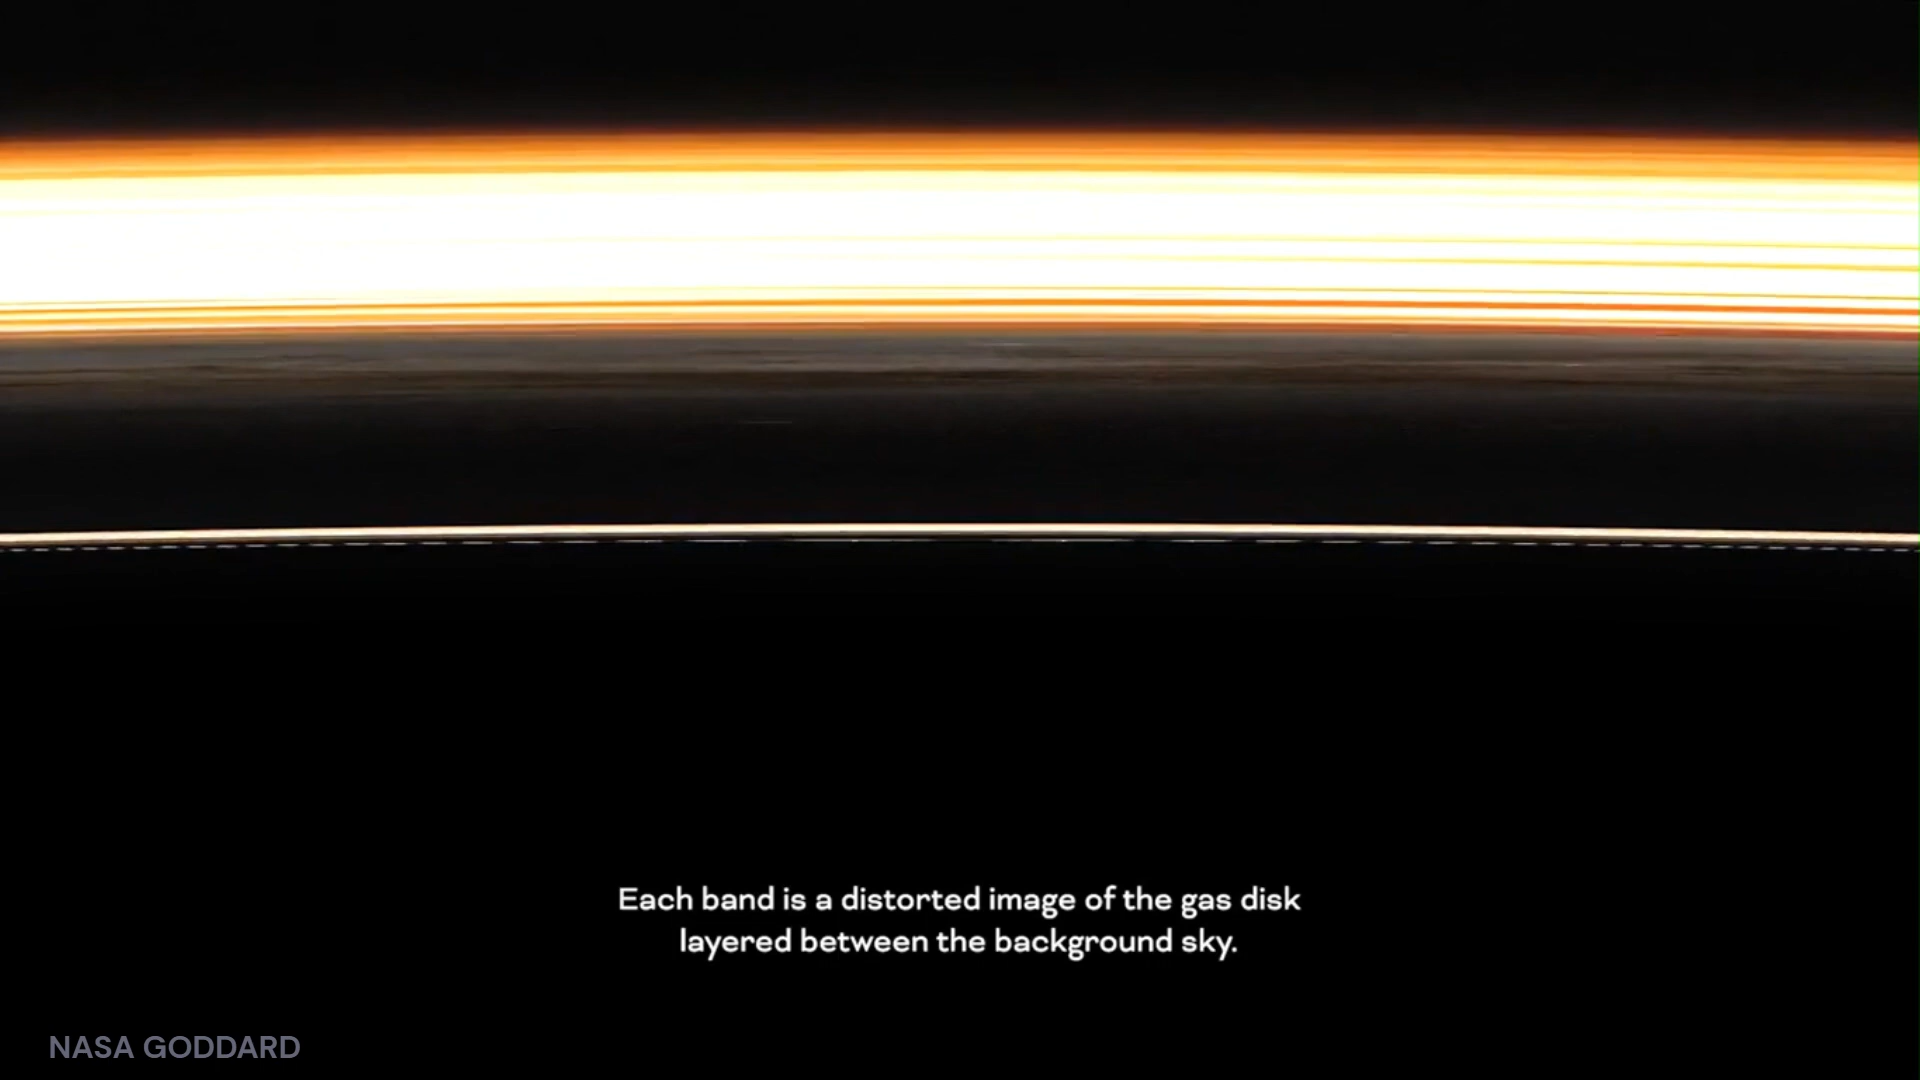 Each band is a distorted image of the gas disk
layered between the background sky.
NASA GODDARD